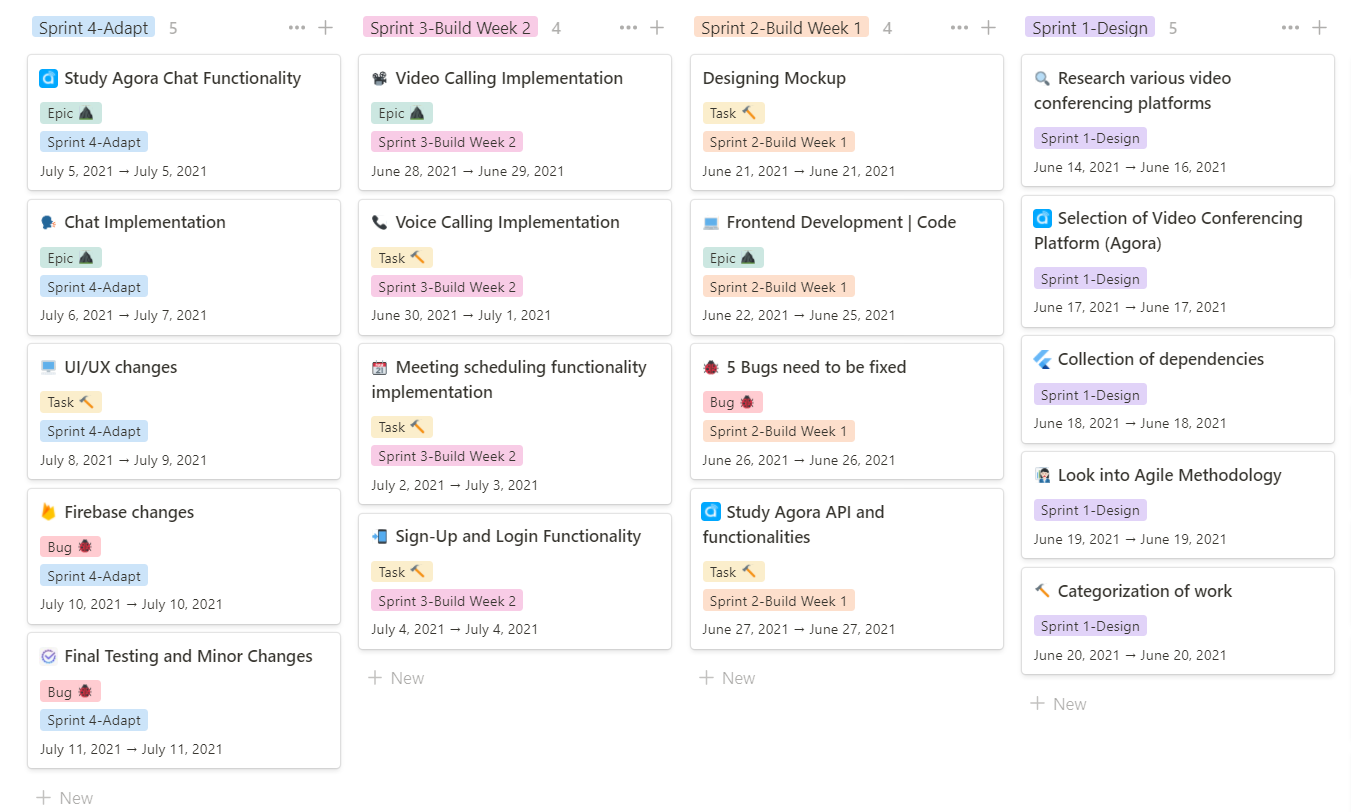 Sprint 4-Adapt 5
Study Agora Chat Functionality
Epic
Sprint 4-Adapt
July 5, 2021 → July 5, 2021
Chat Implementation
Epic
Sprint 4-Adapt
July 6, 2021 → July 7, 2021
UI/UX changes
Task
Sprint 4-Adapt
July 8, 2021 → July 9, 2021
Firebase changes
Bug
Sprint 4-Adapt
July 10, 2021 → July 10, 2021
Final Testing and Minor Changes
Bug
Sprint 4-Adapt
July 11, 2021 → July 11, 2021
+ New
Sprint 3-Build Week 2 4
Video Calling Implementation
Epic
Sprint 3-Build Week 2
June 28, 2021 → June 29, 2021
Voice Calling Implementation
Task
Sprint 3-Build Week 2
June 30, 2021 → July 1, 2021
Meeting scheduling functionality
implementation
Task
Sprint 3-Build Week 2
July 2, 2021 → July 3, 2021
Sign-Up and Login Functionality
Task
Sprint 3-Build Week 2
July 4, 2021 → July 4, 2021
+ New
Sprint 2-Build Week 1 4
Designing Mockup
Task
Sprint 2-Build Week 1
June 21, 2021 → June 21, 2021
Frontend Development | Code
Epic
Sprint 2-Build Week 1
June 22, 2021 → June 25, 2021
5 Bugs need to be fixed
Bug
Sprint 2-Build Week 1
June 26, 2021 → June 26, 2021
Study Agora API and
functionalities
Task
Sprint 2-Build Week 1
June 27, 2021 → June 27, 2021
+ New
Sprint 1-Design 5
Research various video
conferencing platforms
Sprint 1-Design
June 14, 2021 → June 16, 2021
Selection of Video Conferencing
Platform (Agora)
Sprint 1-Design
June 17, 2021 → June 17, 2021
Collection of dependencies
Sprint 1-Design
June 18, 2021 → June 18, 2021
Look into Agile Methodology
Sprint 1-Design
June 19, 2021 → June 19, 2021
Categorization of work
Sprint 1-Design
June 20, 2021 → June 20, 2021
+ New